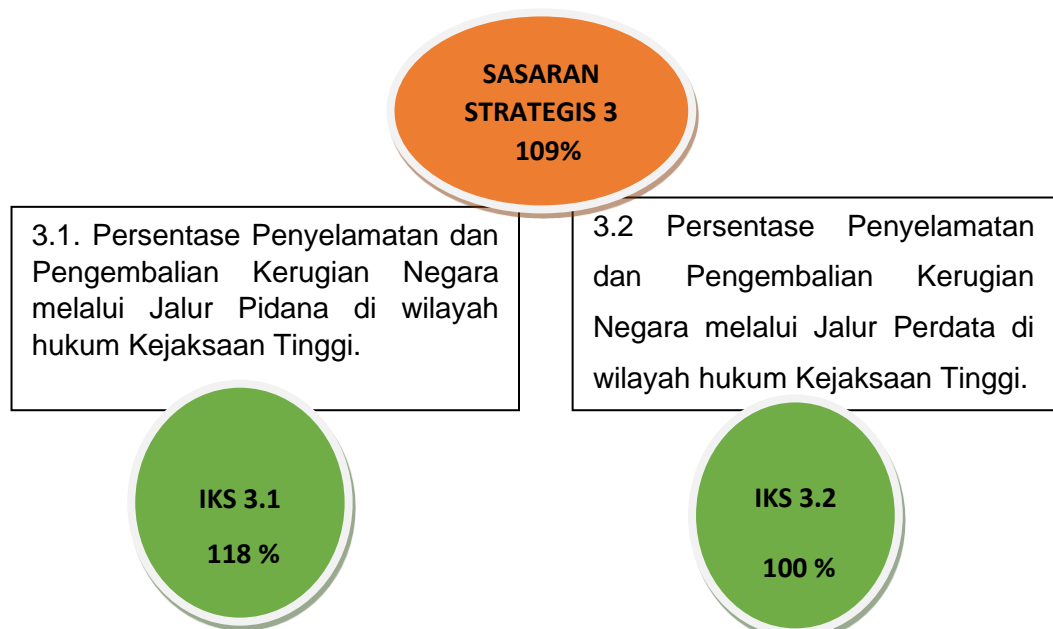 SASARAN
STRATEGIS 3
109%
3.1. Persentase Penyelamatan dan
Pengembalian Kerugian Negara
melalui Jalur Pidana di wilayah
hukum Kejaksaan Tinggi.
3.2 Persentase Penyelamatan
dan Pengembalian Kerugian
Negara melalui Jalur Perdata di
wilayah hukum Kejaksaan Tinggi.
IKS 3.1
118 %
IKS 3.2
100 %